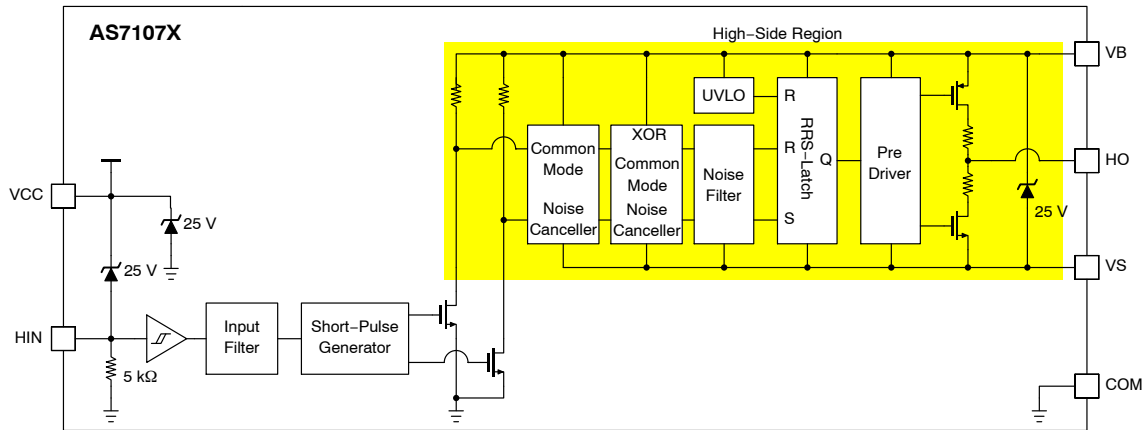 AS7107X
High−Side Region
VB
UVLO
R
XOR
Common
Mode
Noise
Canceller
Common
Mode
Noise
Canceller
Noise
Filter
R
S
RRS−Latch
Q
Pre
Driver
HO
25 V
VS
VCC
25 V
25 V
HIN
5 kΩ
Input
Filter
Short−Pulse
Generator
COM